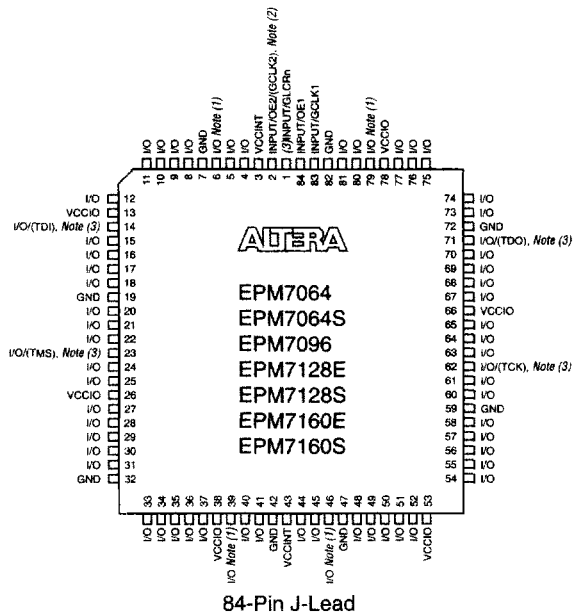 I/O
I/O
I/O
I/O
GND
I/O Note (1)
I/O
I/O
VCCINT
INPUT/OE2/(GCLK2), Note (2)
(3)INPUT/GLCRn
INPUT/OE1
INPUT/GCLK1
GND
I/O
I/O
I/O Note (1)
VCCIO
I/O
I/O
I/O
11 10 9 8 7 6 5 4 3 2 1 84 83 82 81 80 79 78 77 76 75
I/O 12
VCCIO 13
I/O/(TDI), Note (3) 14
I/O 15
I/O 16
I/O 17
I/O 18
GND 19
I/O 20
I/O 21
I/O 22
I/O/(TMS), Note (3) 23
I/O 24
I/O 25
VCCIO 26
I/O 27
I/O 28
I/O 29
I/O 30
I/O 31
GND 32
ALTERA
EPM7064
EPM7064S
EPM7096
EPM7128E
EPM7128S
EPM7160E
EPM7160S
74 I/O
73 I/O
72 GND
71 I/O/(TDO), Note (3)
70 I/O
69 I/O
68 I/O
67 I/O
66 VCCIO
65 I/O
64 I/O
63 I/O
62 I/O/(TCK), Note (3)
61 I/O
60 I/O
59 GND
58 I/O
57 I/O
56 I/O
55 I/O
54 I/O
33 34 35 36 37 38 39 40 41 42 43 44 45 46 47 48 49 50 51 52 53
I/O
I/O
I/O
I/O
I/O
VCCIO
I/O Note (1)
I/O
I/O
GND
VCCINT
I/O
I/O
I/O Note (1)
GND
I/O
I/O
I/O
I/O
I/O
VCCIO
84-Pin J-Lead